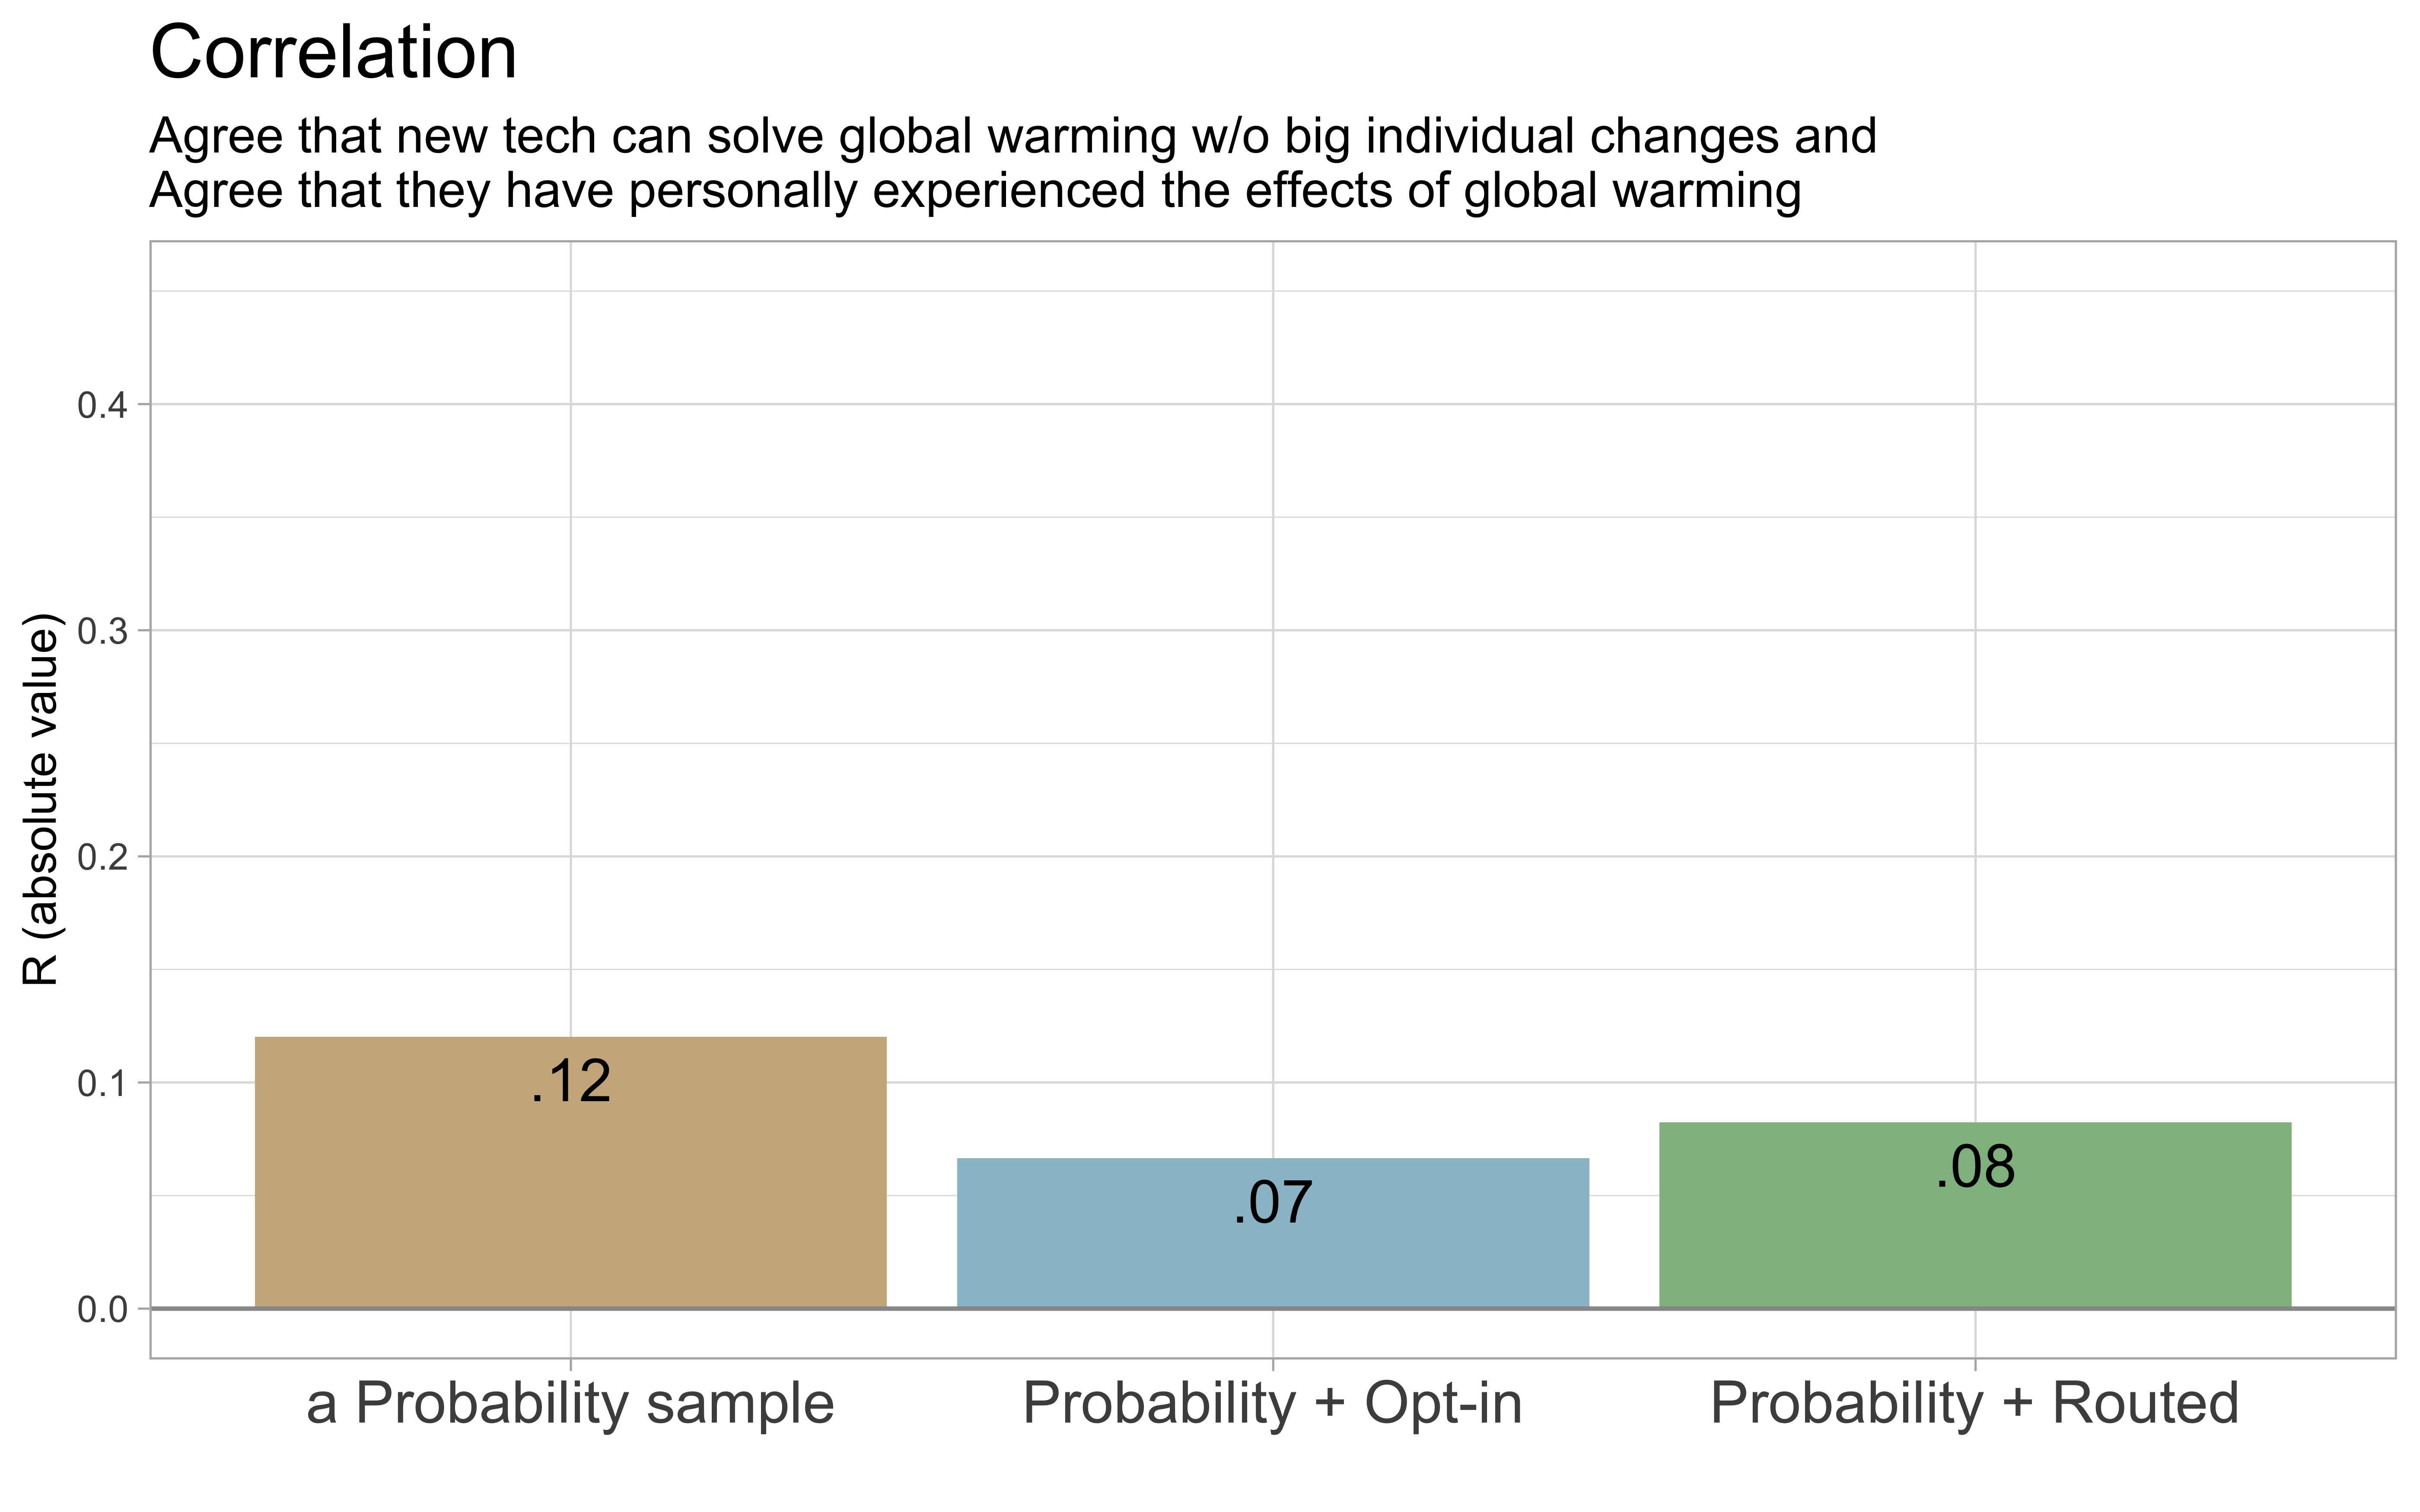 Correlation
Agree that new tech can solve global warming w/o big individual changes and
Agree that they have personally experienced the effects of global warming
R (absolute value)
0.4
0.3
0.2
0.1
0.0
.12
.07
.08
a Probability sample
Probability + Opt-in
Probability + Routed